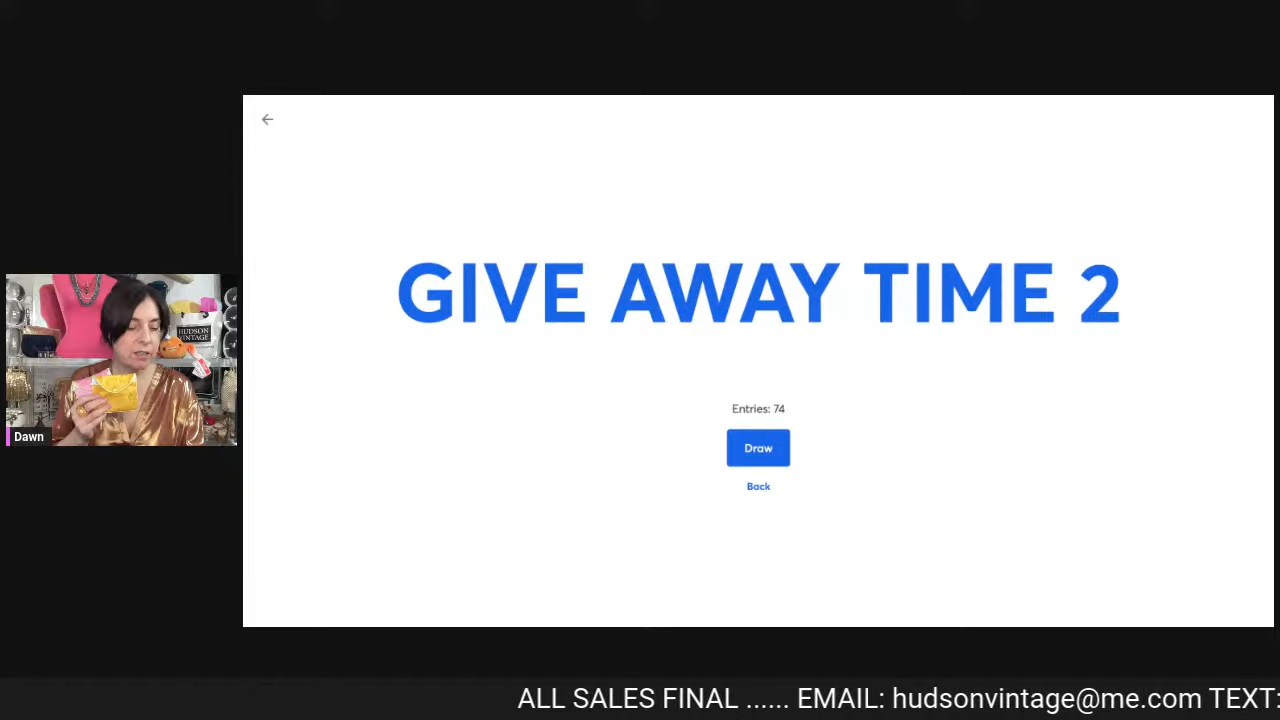 GIVE AWAY TIME 2
Entries: 74
Draw
Back
HUDSON
VINTAGE
Dawn
ALL SALES FINAL ...... EMAIL: hudsonvintage@me.com TEXT: